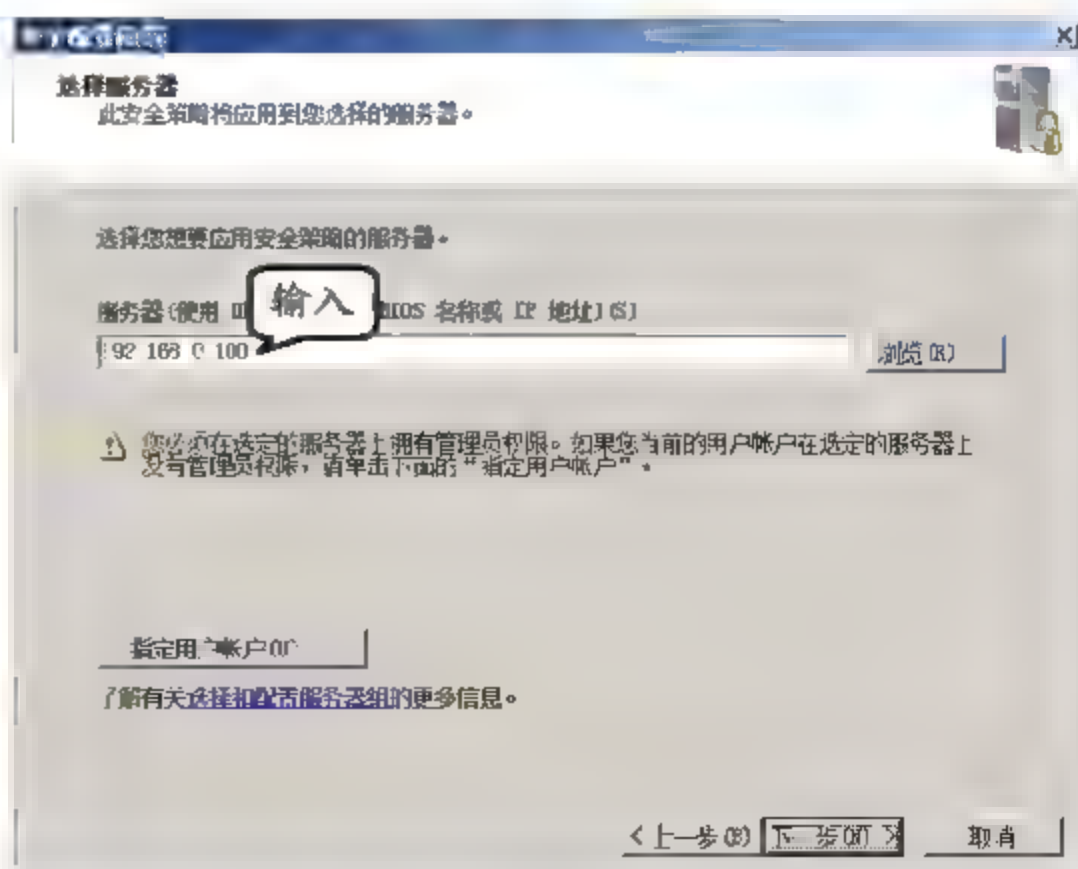 选择服务器
此安全策略将应用到您选择的服务器。
选择您想要应用安全策略的服务器。
输入
服务器(使用 IOS 名称或 IP 地址)(S)
192 168 0 100
浏览(R)
您必须在选定的服务器上拥有管理员权限。如果您当前的用户帐户在选定的服务器上
没有管理员权限,请单击下面的“指定用户帐户”。
指定用户帐户
了解有关选择和配置服务器组的更多信息。
<上一步(B)
下一步(N) >
取消